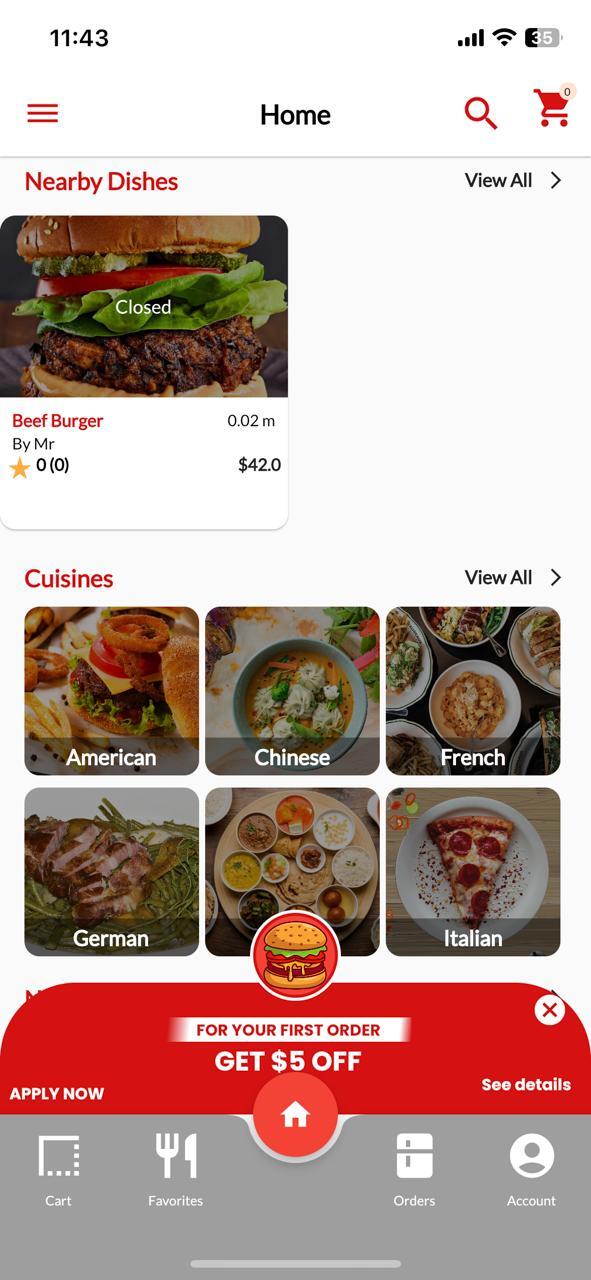 11:43
35
Home
0
Nearby Dishes
View All
Closed
Beef Burger
0.02 m
By Mr
0 (0)
$42.0
Cuisines
View All
American
Chinese
French
German
Italian
FOR YOUR FIRST ORDER
GET $5 OFF
APPLY NOW
See details
Cart
Favorites
Orders
Account